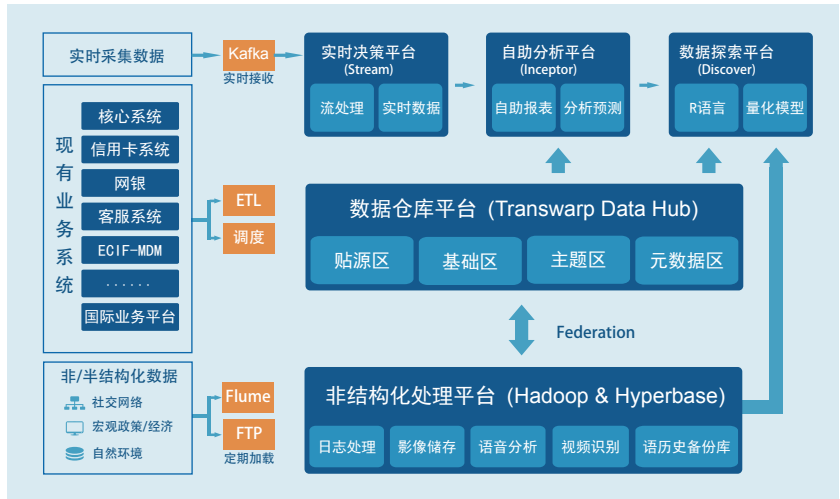 实时采集数据
Kafka
实时接收
实时决策平台
(Stream)
流处理
实时数据
自助分析平台
(Inceptor)
自助报表
分析预测
数据探索平台
(Discover)
R语言
量化模型
现有业务系统
核心系统
信用卡系统
网银
客服系统
ECIF-MDM
······
国际业务平台
ETL
调度
数据仓库平台 (Transwarp Data Hub)
贴源区
基础区
主题区
元数据区
Federation
非/半结构化数据
社交网络
宏观政策/经济
自然环境
Flume
FTP
定期加载
非结构化处理平台 (Hadoop & Hyperbase)
日志处理
影像储存
语音分析
视频识别
语历史备份库